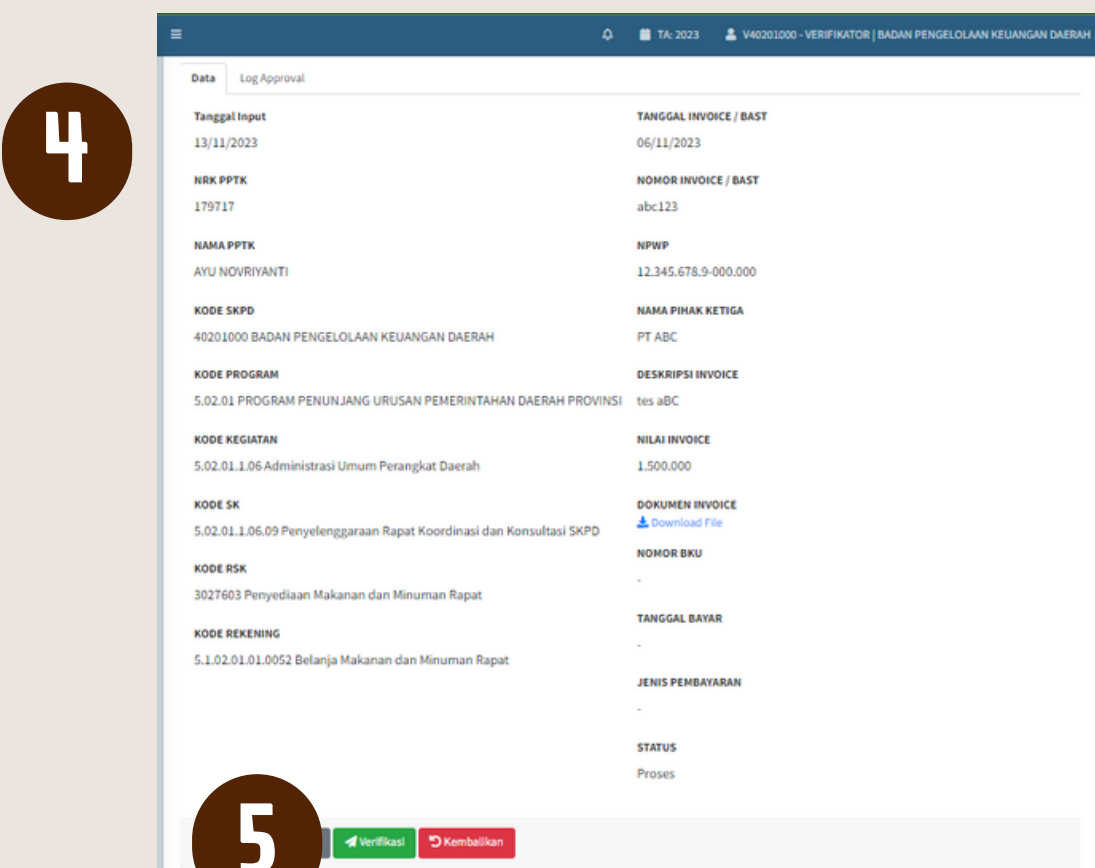 TA: 2023 V40201000 - VERIFIKATOR | BADAN PENGELOLAAN KEUANGAN DAERAH
4
Data Log Approval
Tanggal Input
13/11/2023
NRK PPTK
179717
NAMA PPTK
AYU NOVRIYANTI
KODE SKPD
40201000 BADAN PENGELOLAAN KEUANGAN DAERAH
KODE PROGRAM
5.02.01 PROGRAM PENUNJANG URUSAN PEMERINTAHAN DAERAH PROVINSI
KODE KEGIATAN
5.02.01.1.06 Administrasi Umum Perangkat Daerah
KODE SK
5.02.01.1.06.09 Penyelenggaraan Rapat Koordinasi dan Konsultasi SKPD
KODE RSK
3027603 Penyediaan Makanan dan Minuman Rapat
KODE REKENING
5.1.02.01.01.0052 Belanja Makanan dan Minuman Rapat
TANGGAL INVOICE / BAST
06/11/2023
NOMOR INVOICE / BAST
abc123
NPWP
12.345.678.9-000.000
NAMA PIHAK KETIGA
PT ABC
DESKRIPSI INVOICE
tes aBC
NILAI INVOICE
1.500.000
DOKUMEN INVOICE
Download File
NOMOR BKU
-
TANGGAL BAYAR
-
JENIS PEMBAYARAN
-
STATUS
Proses
5
Verifikasi Kembalikan